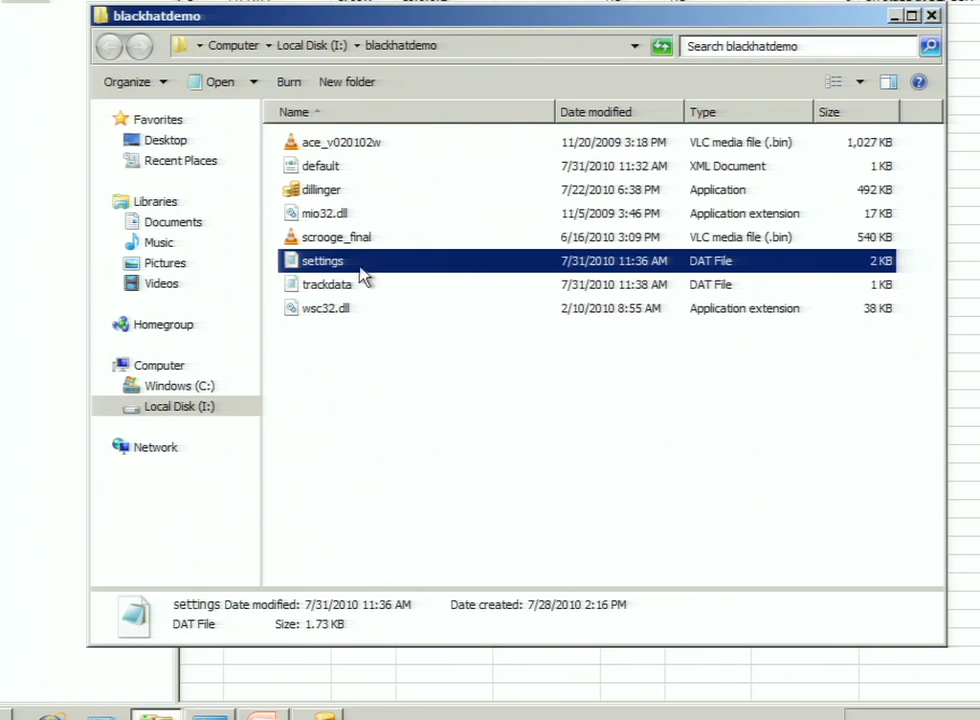 blackhatdemo
Computer Local Disk (I:) blackhatdemo Search blackhatdemo
Organize Open Burn New folder
Name Date modified Type Size
Favorites
Desktop
Recent Places
Libraries
Documents
Music
Pictures
Videos
Homegroup
Computer
Windows (C:)
Local Disk (I:)
Network
ace_v020102w 11/20/2009 3:18 PM VLC media file (.bin) 1,027 KB
default 7/31/2010 11:32 AM XML Document 1 KB
dillinger 7/22/2010 6:38 PM Application 492 KB
mio32.dll 11/5/2009 3:46 PM Application extension 17 KB
scrooge_final 6/16/2010 3:09 PM VLC media file (.bin) 540 KB
settings 7/31/2010 11:36 AM DAT File 2 KB
trackdata 7/31/2010 11:38 AM DAT File 1 KB
wsc32.dll 2/10/2010 8:55 AM Application extension 38 KB
settings Date modified: 7/31/2010 11:36 AM Date created: 7/28/2010 2:16 PM
DAT File Size: 1.73 KB